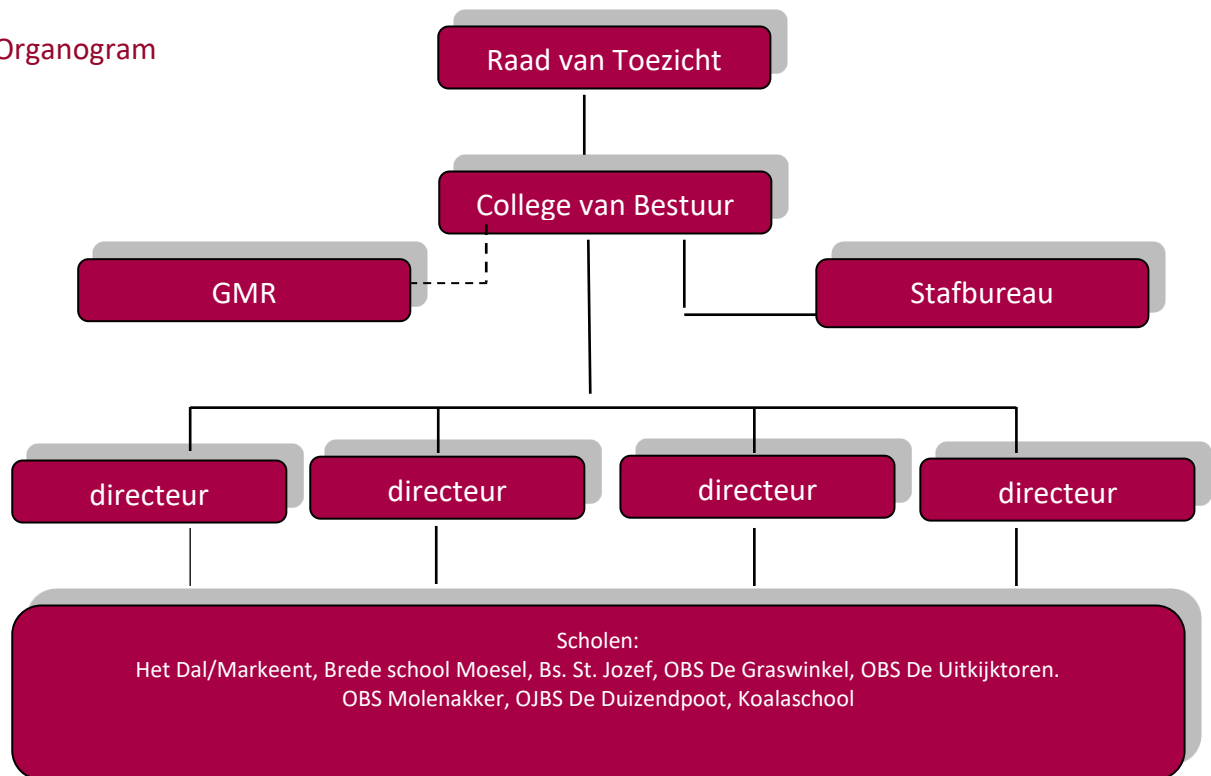 Organogram
Raad van Toezicht
College van Bestuur
GMR
Stafbureau
directeur
directeur
directeur
directeur
Scholen:
Het Dal/Markeent, Brede school Moesel, Bs. St. Jozef, OBS De Graswinkel, OBS De Uitkijktoren.
OBS Molenakker, OJBS De Duizendpoot, Koalaschool